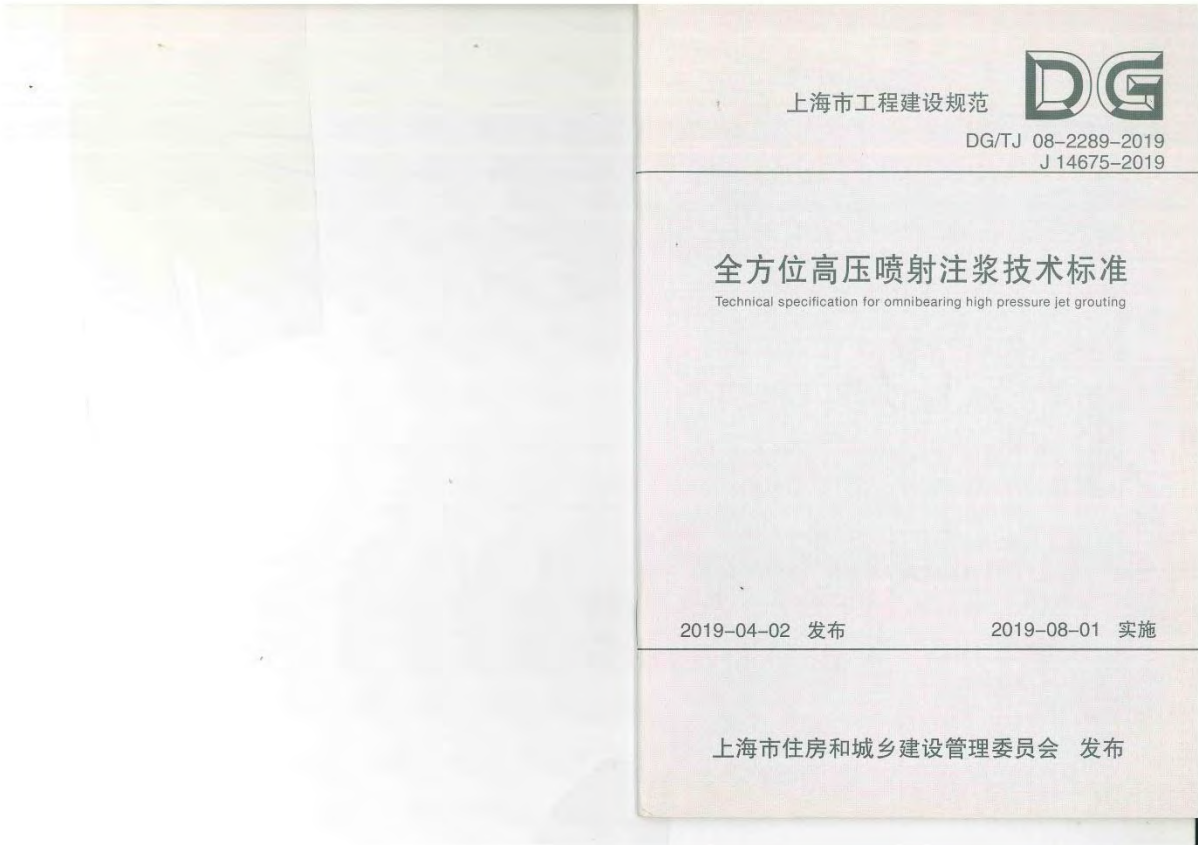 上海市工程建设规范
DG
DG/TJ 08-2289-2019
J 14675-2019
全方位高压喷射注浆技术标准
Technical specification for omnibearing high pressure jet grouting
2019-04-02 发布 2019-08-01 实施
上海市住房和城乡建设管理委员会 发布